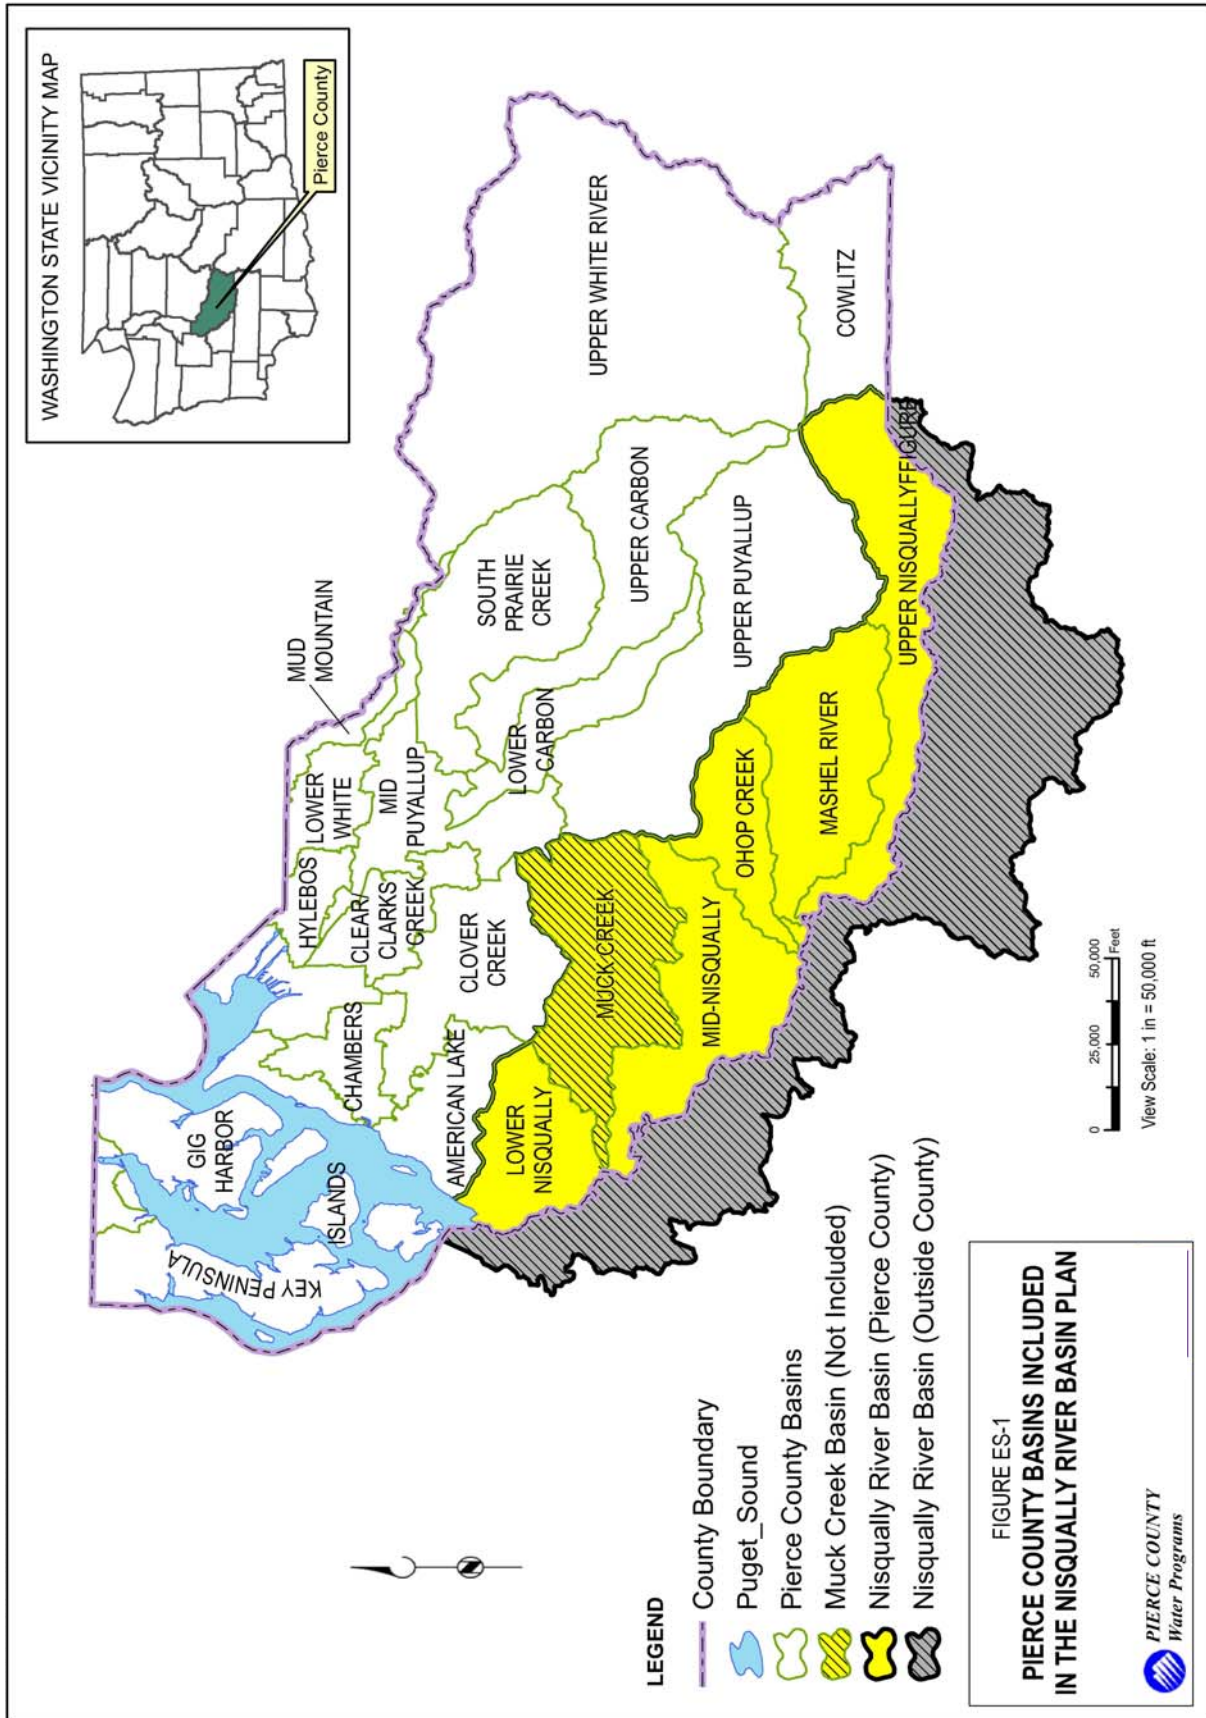 WASHINGTON STATE VICINITY MAP
Pierce County
MUD
MOUNTAIN
UPPER WHITE RIVER
HYLEBOS
LOWER
WHITE
GIG
HARBOR
KEY PENINSULA
ISLANDS
CHAMBERS
CLEAR/
CLARKS
CREEK
MID
PUYALLUP
SOUTH
PRAIRIE
CREEK
UPPER CARBON
AMERICAN LAKE
CLOVER
CREEK
LOWER
CARBON
UPPER PUYALLUP
COWLITZ
LOWER
NISQUALLY
MUCK CREEK
MID-NISQUALLY
OHOP CREEK
MASHEL RIVER
UPPER NISQUALLYFFIGURE
LEGEND
County Boundary
Puget_Sound
Pierce County Basins
Muck Creek Basin (Not Included)
Nisqually River Basin (Pierce County)
Nisqually River Basin (Outside County)
0 25,000 50,000
Feet
View Scale: 1 in = 50,000 ft
FIGURE ES-1
PIERCE COUNTY BASINS INCLUDED
IN THE NISQUALLY RIVER BASIN PLAN
PIERCE COUNTY
Water Programs